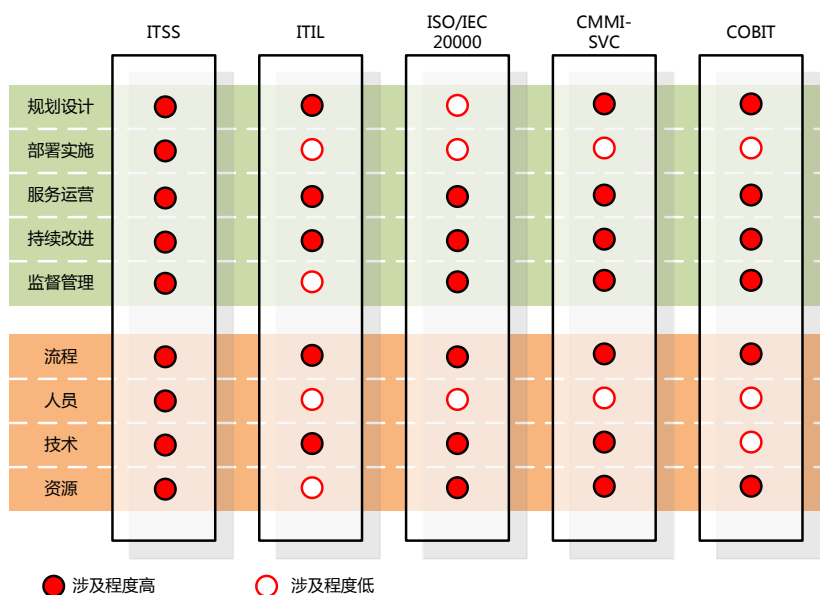 ITSS
ITIL
ISO/IEC
20000
CMMI-
SVC
COBIT
规划设计
部署实施
服务运营
持续改进
监督管理
流程
人员
技术
资源
涉及程度高
涉及程度低